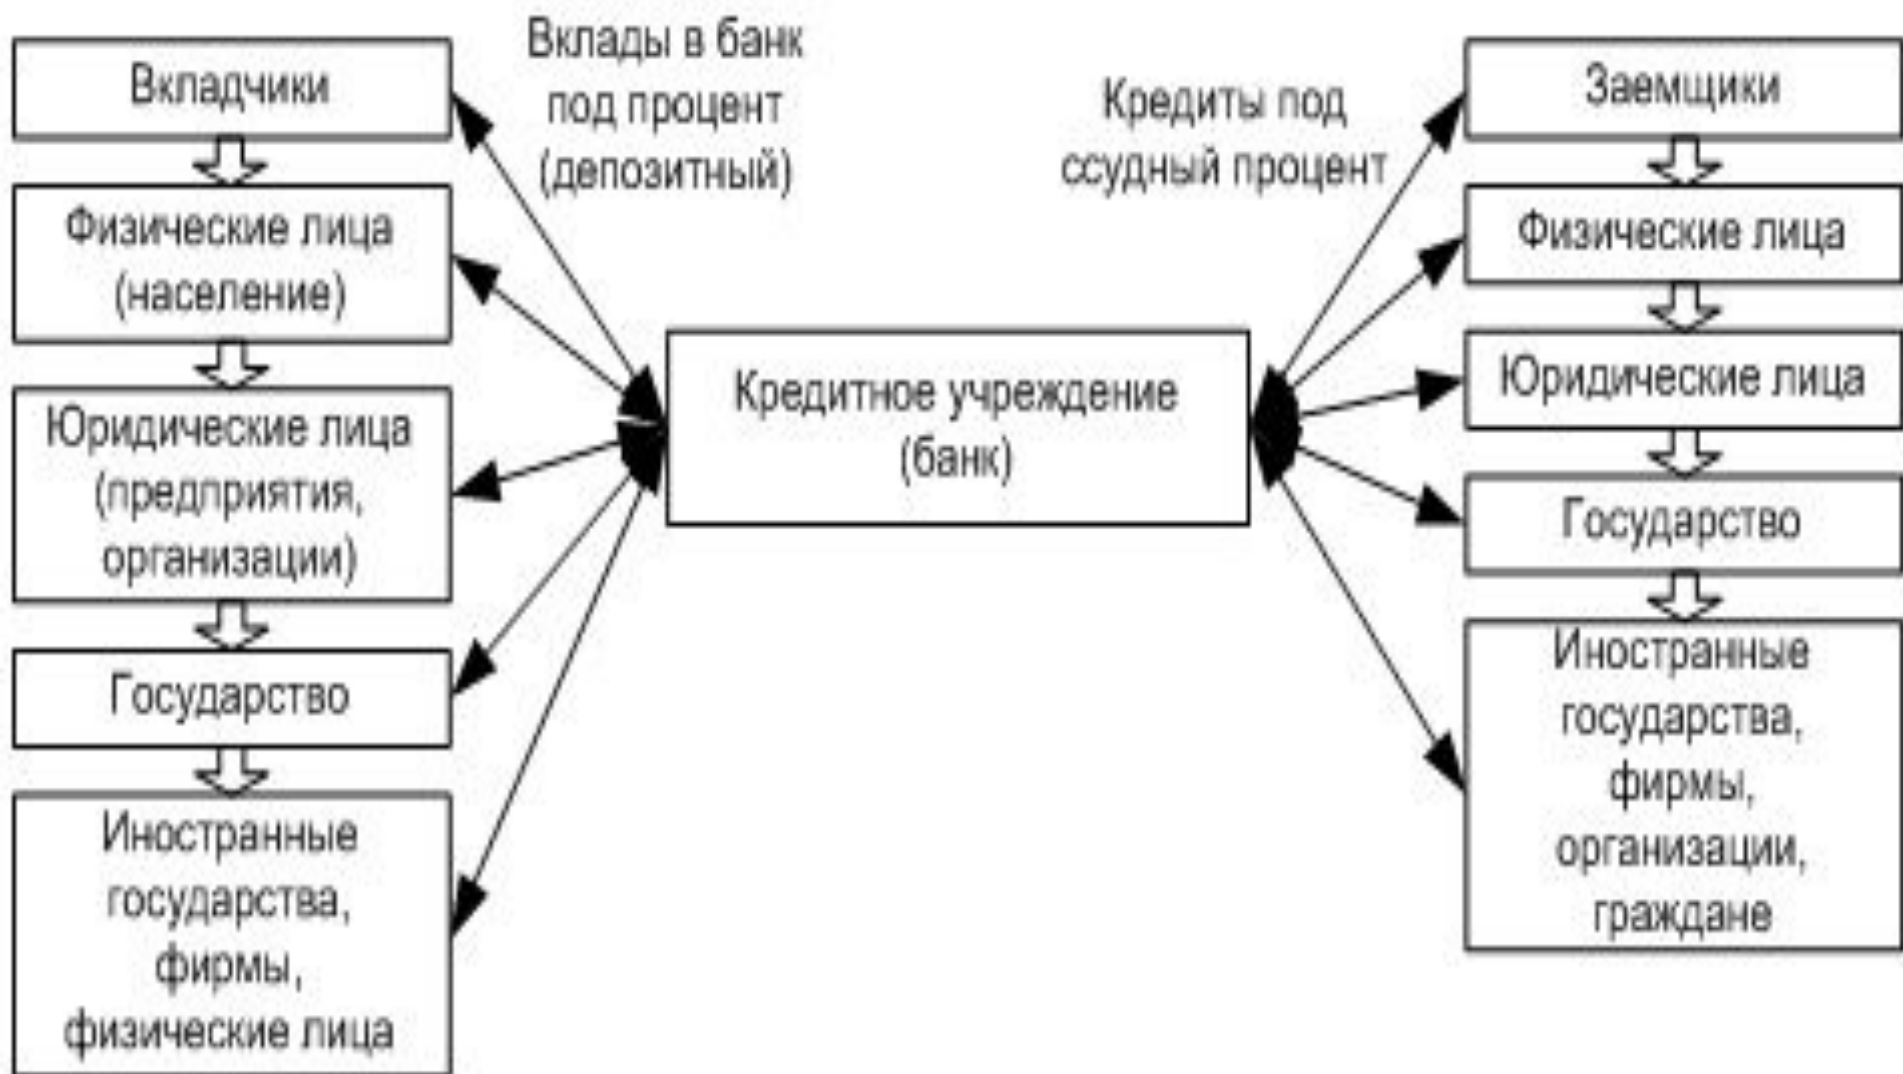 Вкладчики
Физические лица
(население)
Юридические лица
(предприятия,
организации)
Государство
Иностранные
государства,
фирмы,
физические лица
Вклады в банк
под процент
(депозитный)
Кредитное учреждение
(банк)
Кредиты под
ссудный процент
Заемщики
Физические лица
Юридические лица
Государство
Иностранные
государства,
фирмы,
организации,
граждане